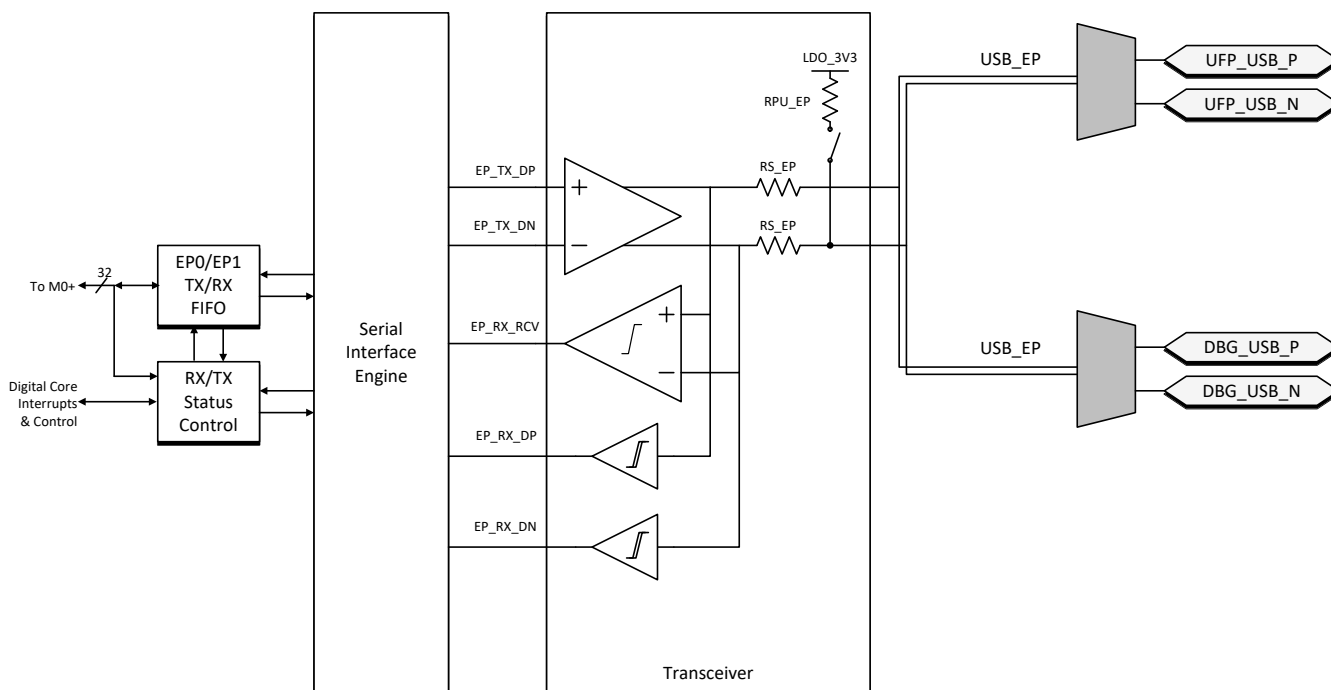 LDO_3V3
RPU_EP
USB_EP
UFP_USB_P
UFP_USB_N
EP_TX_DP
+
RS_EP
EP_TX_DN
−
RS_EP
32
To M0+
EP0/EP1
TX/RX
FIFO
Serial
Interface
Engine
EP_RX_RCV
+
−
USB_EP
DBG_USB_P
DBG_USB_N
Digital Core
Interrupts
& Control
RX/TX
Status
Control
EP_RX_DP
EP_RX_DN
Transceiver